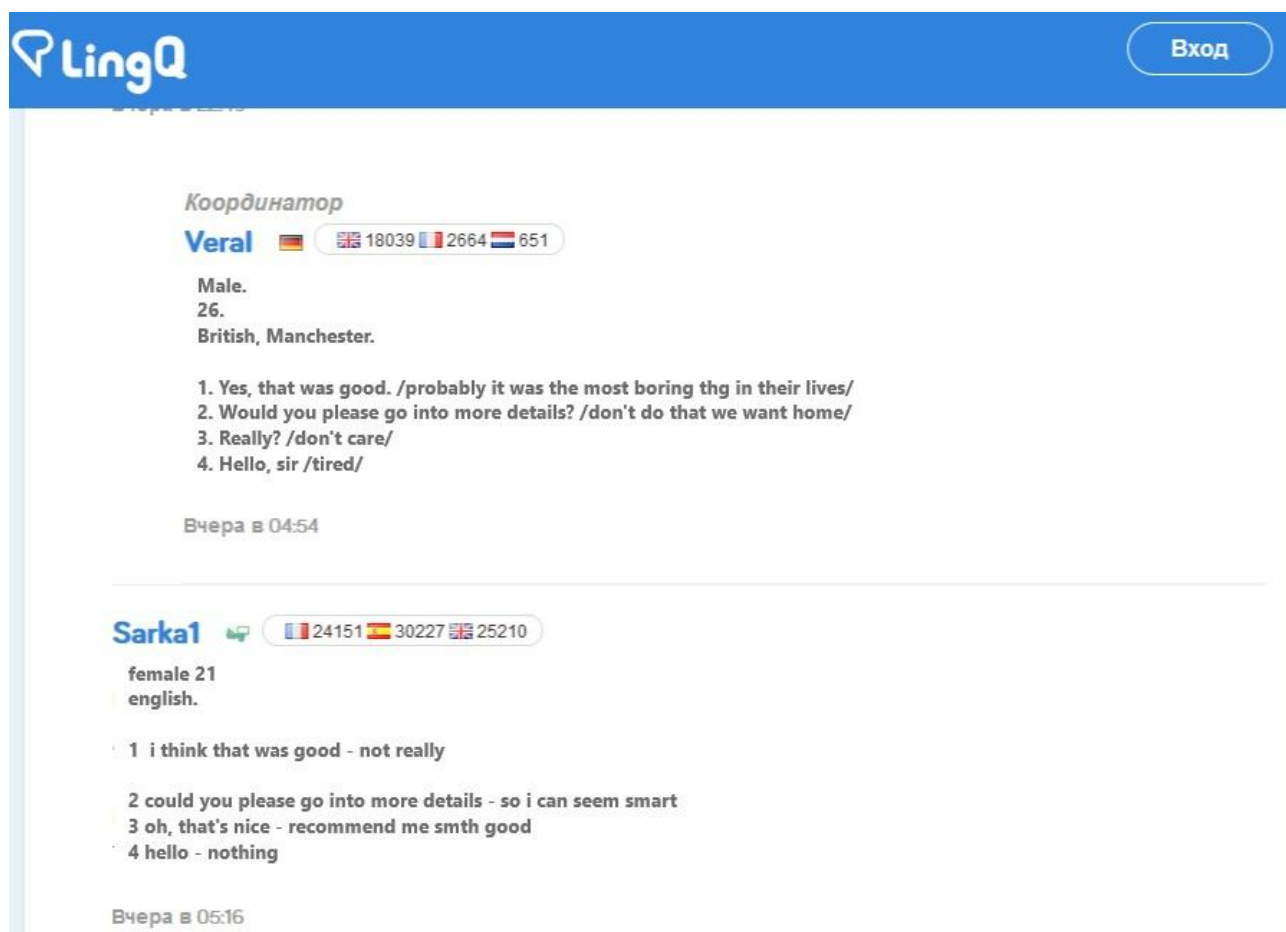 LingQ
Вход
Координатор
Veral 18039 2664 651
Male.
26.
British, Manchester.
1. Yes, that was good. /probably it was the most boring thg in their lives/
2. Would you please go into more details? /don't do that we want home/
3. Really? /don't care/
4. Hello, sir /tired/
Вчера в 04:54
Sarka1 24151 30227 25210
female 21
english.
1 i think that was good - not really
2 could you please go into more details - so i can seem smart
3 oh, that's nice - recommend me smth good
4 hello - nothing
Вчера в 05:16